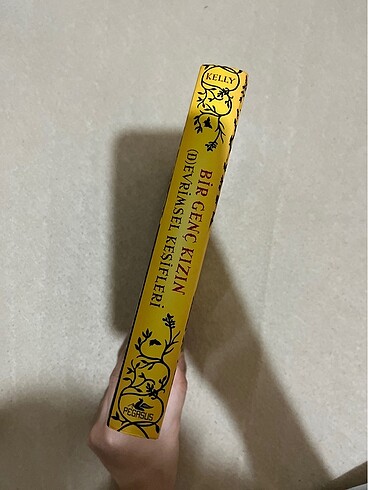 KELLY
BİR GENÇ KIZIN
(D)EVRİMSEL KEŞİFLERİ
PEGASUS